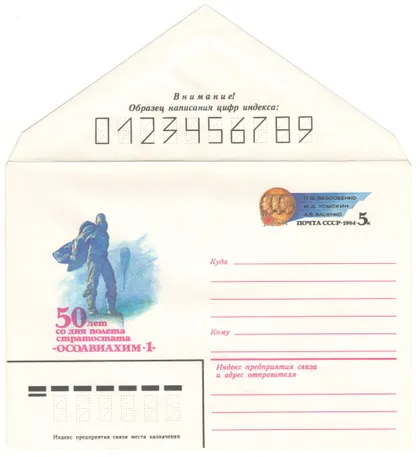 Внимание!
Образец написания цифр индекса:
0123456789
П.Ф. ФЕДОСЕЕНКО
И.Д. УСЫСКИН
А.Б. ВАСЕНКО
ПОЧТА СССР·1984 5к
Куда
50 лет
со дня полета
стратостата
«ОСОАВИАХИМ-1»
Кому
Индекс предприятия связи
и адрес отправителя
Индекс предприятия связи места назначения